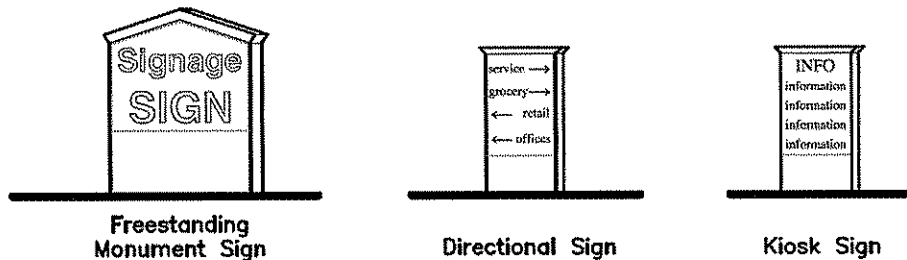 Signage
SIGN
Freestanding
Monument Sign
service →
grocery →
← retail
← offices
Directional Sign
INFO
information
information
information
information
Kiosk Sign